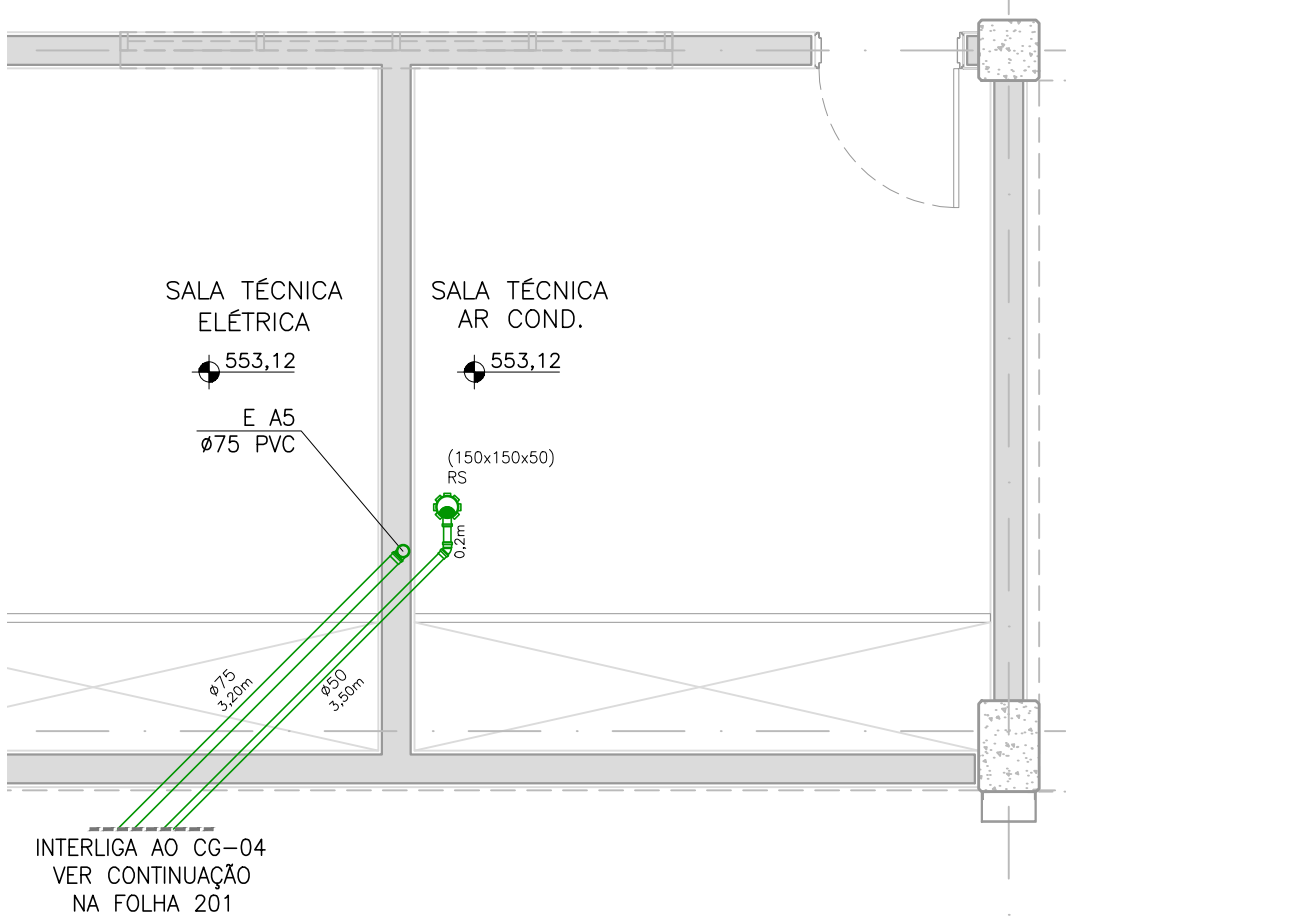 SALA TÉCNICA
ELÉTRICA
553,12
SALA TÉCNICA
AR COND.
553,12
E A5
ø75 PVC
(150x150x50)
RS
0,2m
ø75
3,20m
ø50
3,50m
INTERLIGA AO CG-04
VER CONTINUAÇÃO
NA FOLHA 201